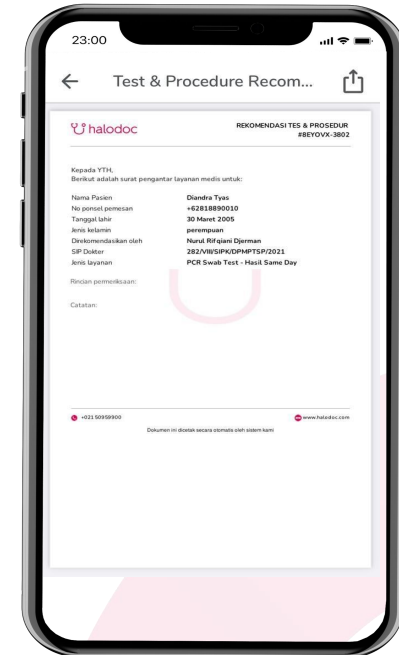 23:00
Test & Procedure Recom...
halodoc
REKOMENDASI TES & PROSEDUR
#8EYOVX-3802
Kepada YTH,
Berikut adalah surat pengantar layanan medis untuk:
Nama Pasien Diandra Tyas
No ponsel pemesan +62818890010
Tanggal lahir 30 Maret 2005
Jenis kelamin perempuan
Direkomendasikan oleh Nurul Rifqiani Djerman
SIP Dokter 282/VIII/SIPK/DPMPTSP/2021
Jenis layanan PCR Swab Test - Hasil Same Day
Rincian permeriksaan:
Catatan:
+021 50959900 www.halodoc.com
Dokumen ini dicetak secara otomatis oleh sistem kami